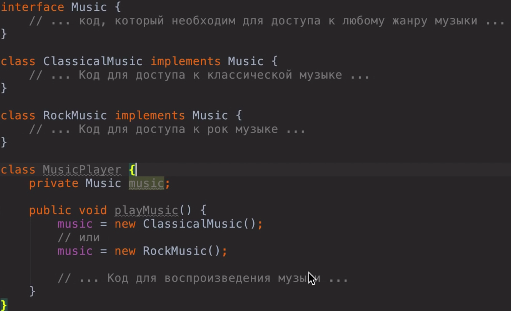 interface Music {
// ... код, который необходим для доступа к любому жанру музыки ...
}
class ClassicalMusic implements Music {
// ... Код для доступа к классической музыке ...
}
class RockMusic implements Music {
// ... Код для доступа к рок музыке ...
}
class MusicPlayer {
private Music music;
public void playMusic() {
music = new ClassicalMusic();
// или
music = new RockMusic();
// ... Код для воспроизведения музыки ...
}
}